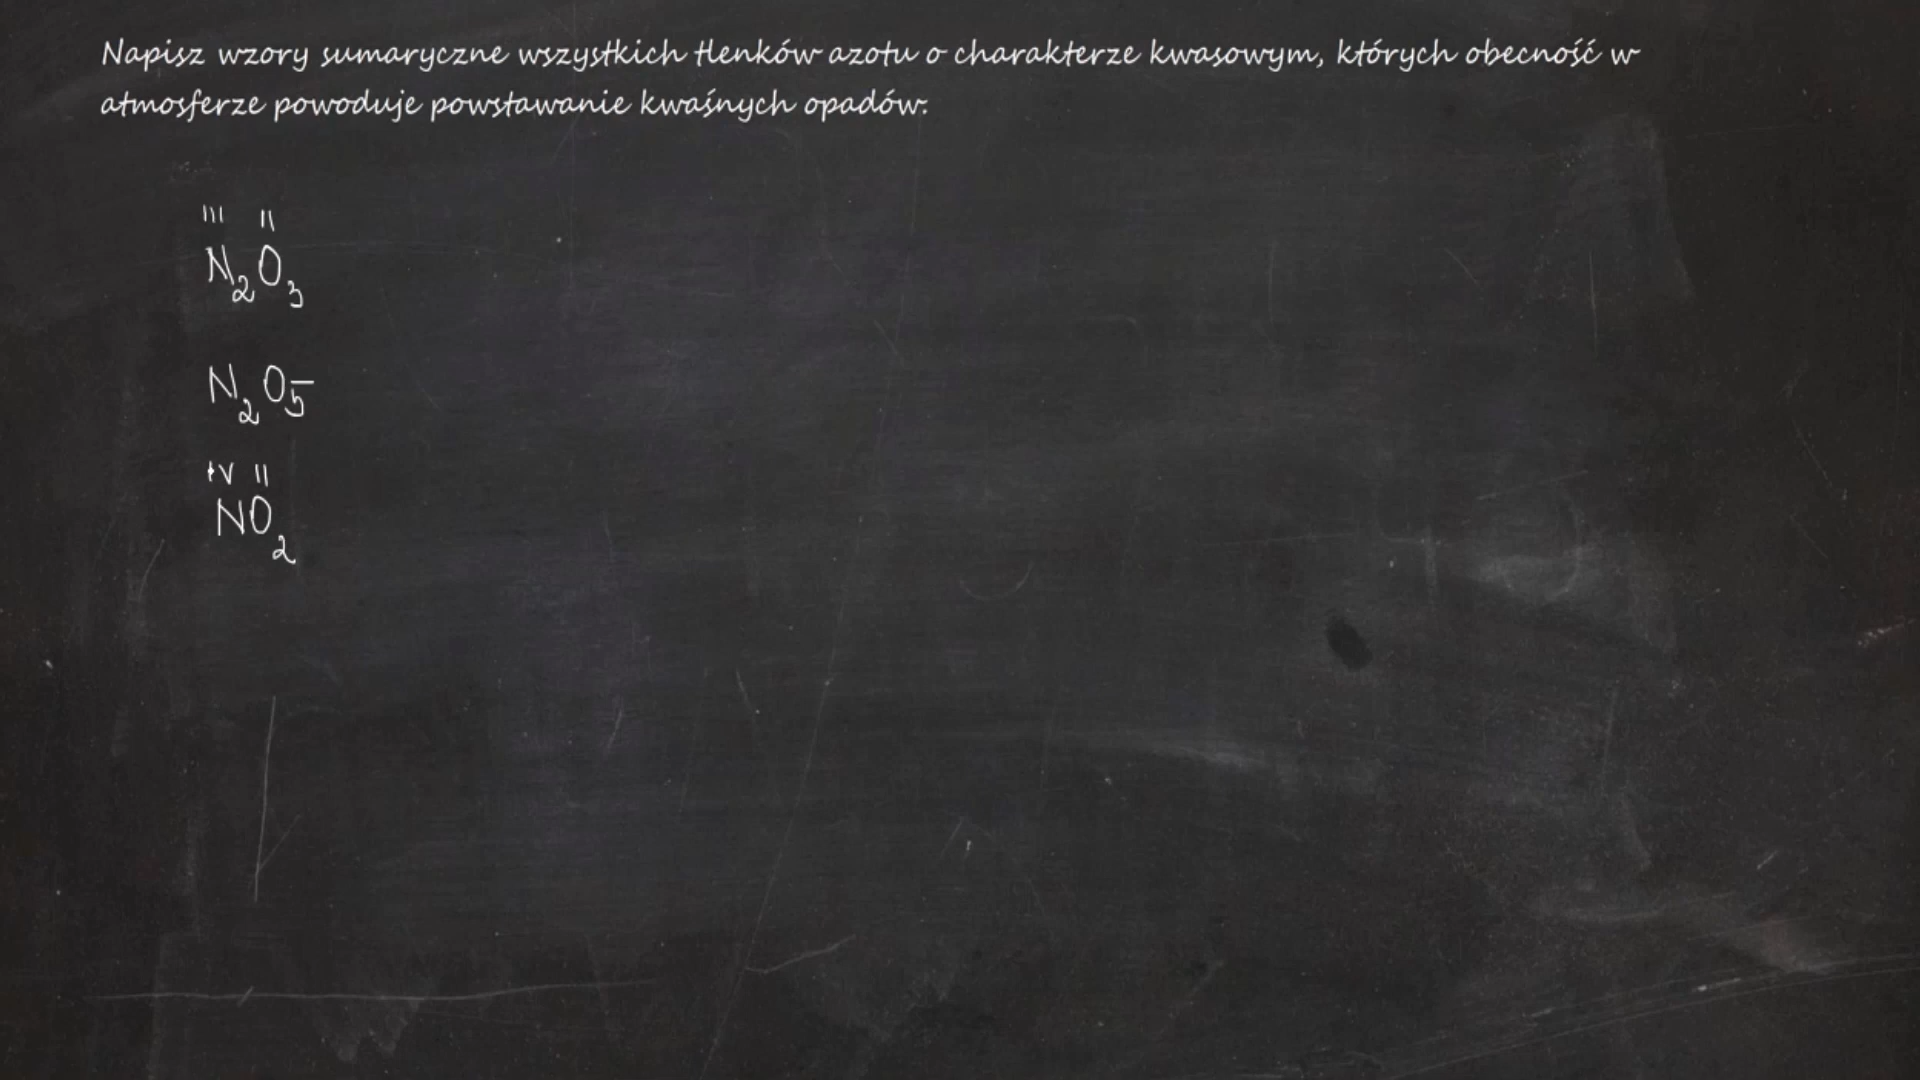 Napisz wzory sumaryczne wszystkich tlenków azotu o charakterze kwasowym, których obecność w
atmosferze powoduje powstawanie kwaśnych opadów:
III II
N₂O₃
N₂O₅
IV II
NO₂